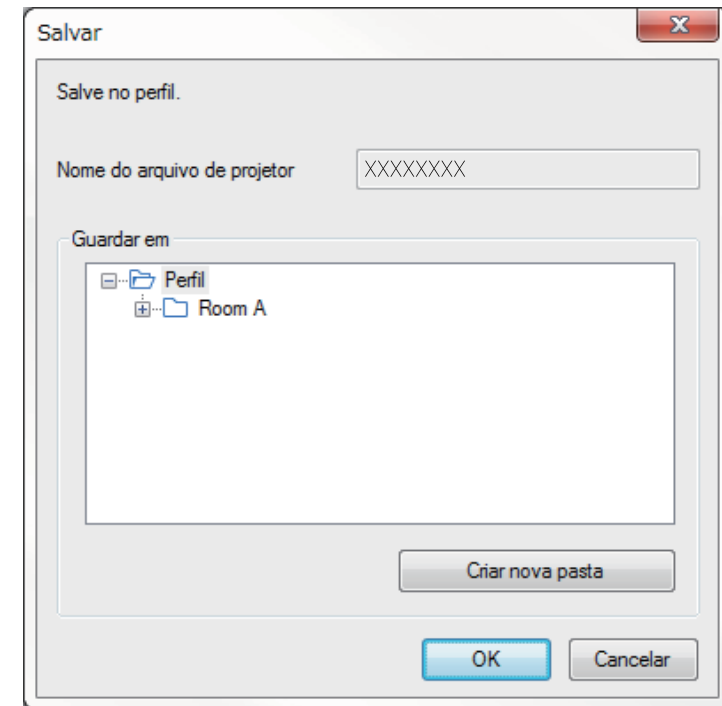 Salvar
Salve no perfil.
Nome do arquivo de projetor XXXXXXXX
Guardar em
Perfil
Room A
Criar nova pasta
OK Cancelar